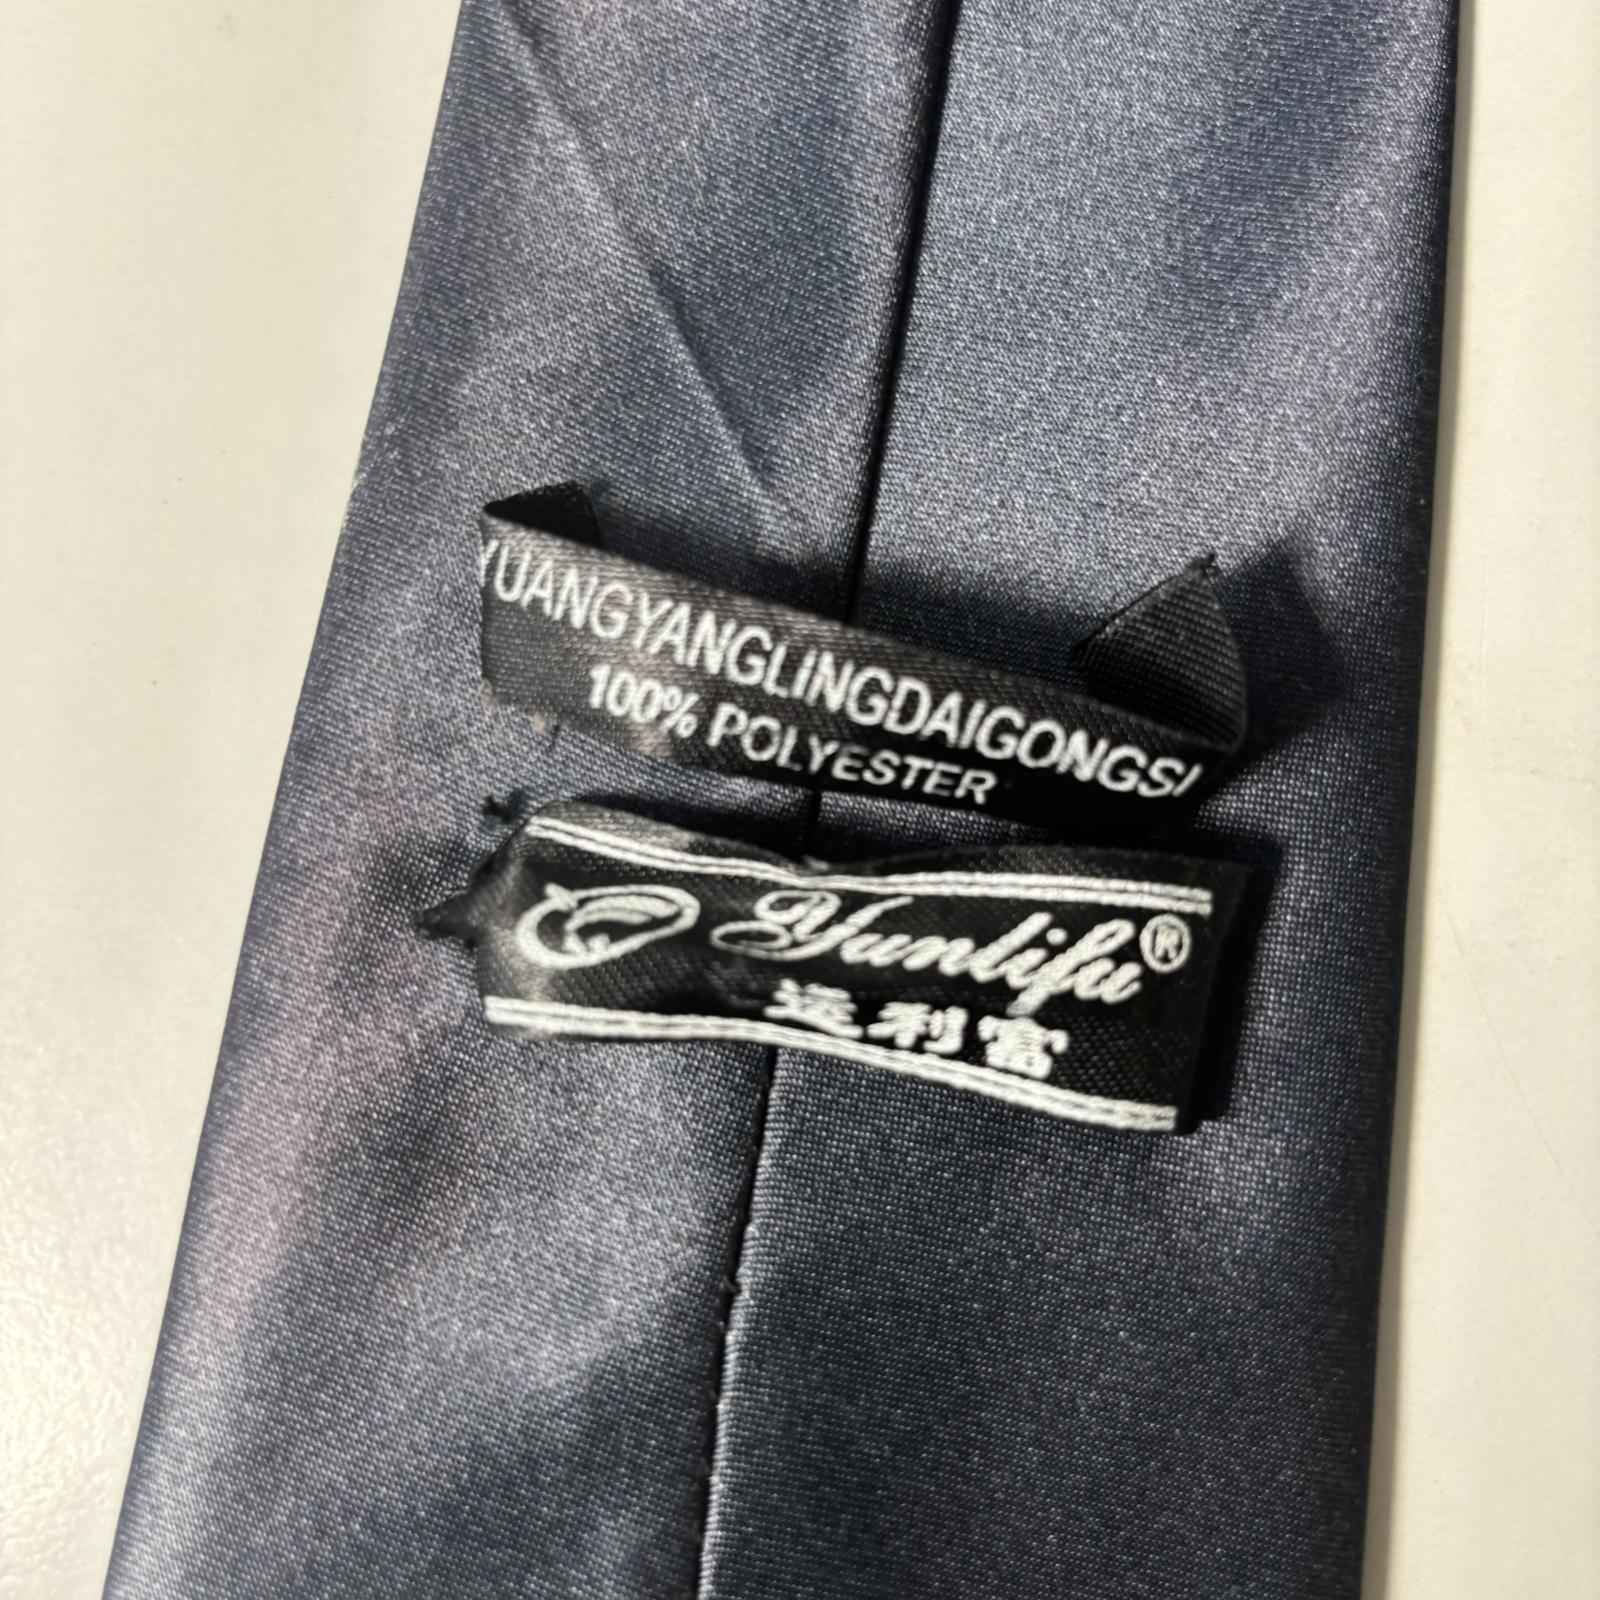 YUANGYANGLINGDAIGONGSI
100% POLYESTER
Yunlifu®
运利富